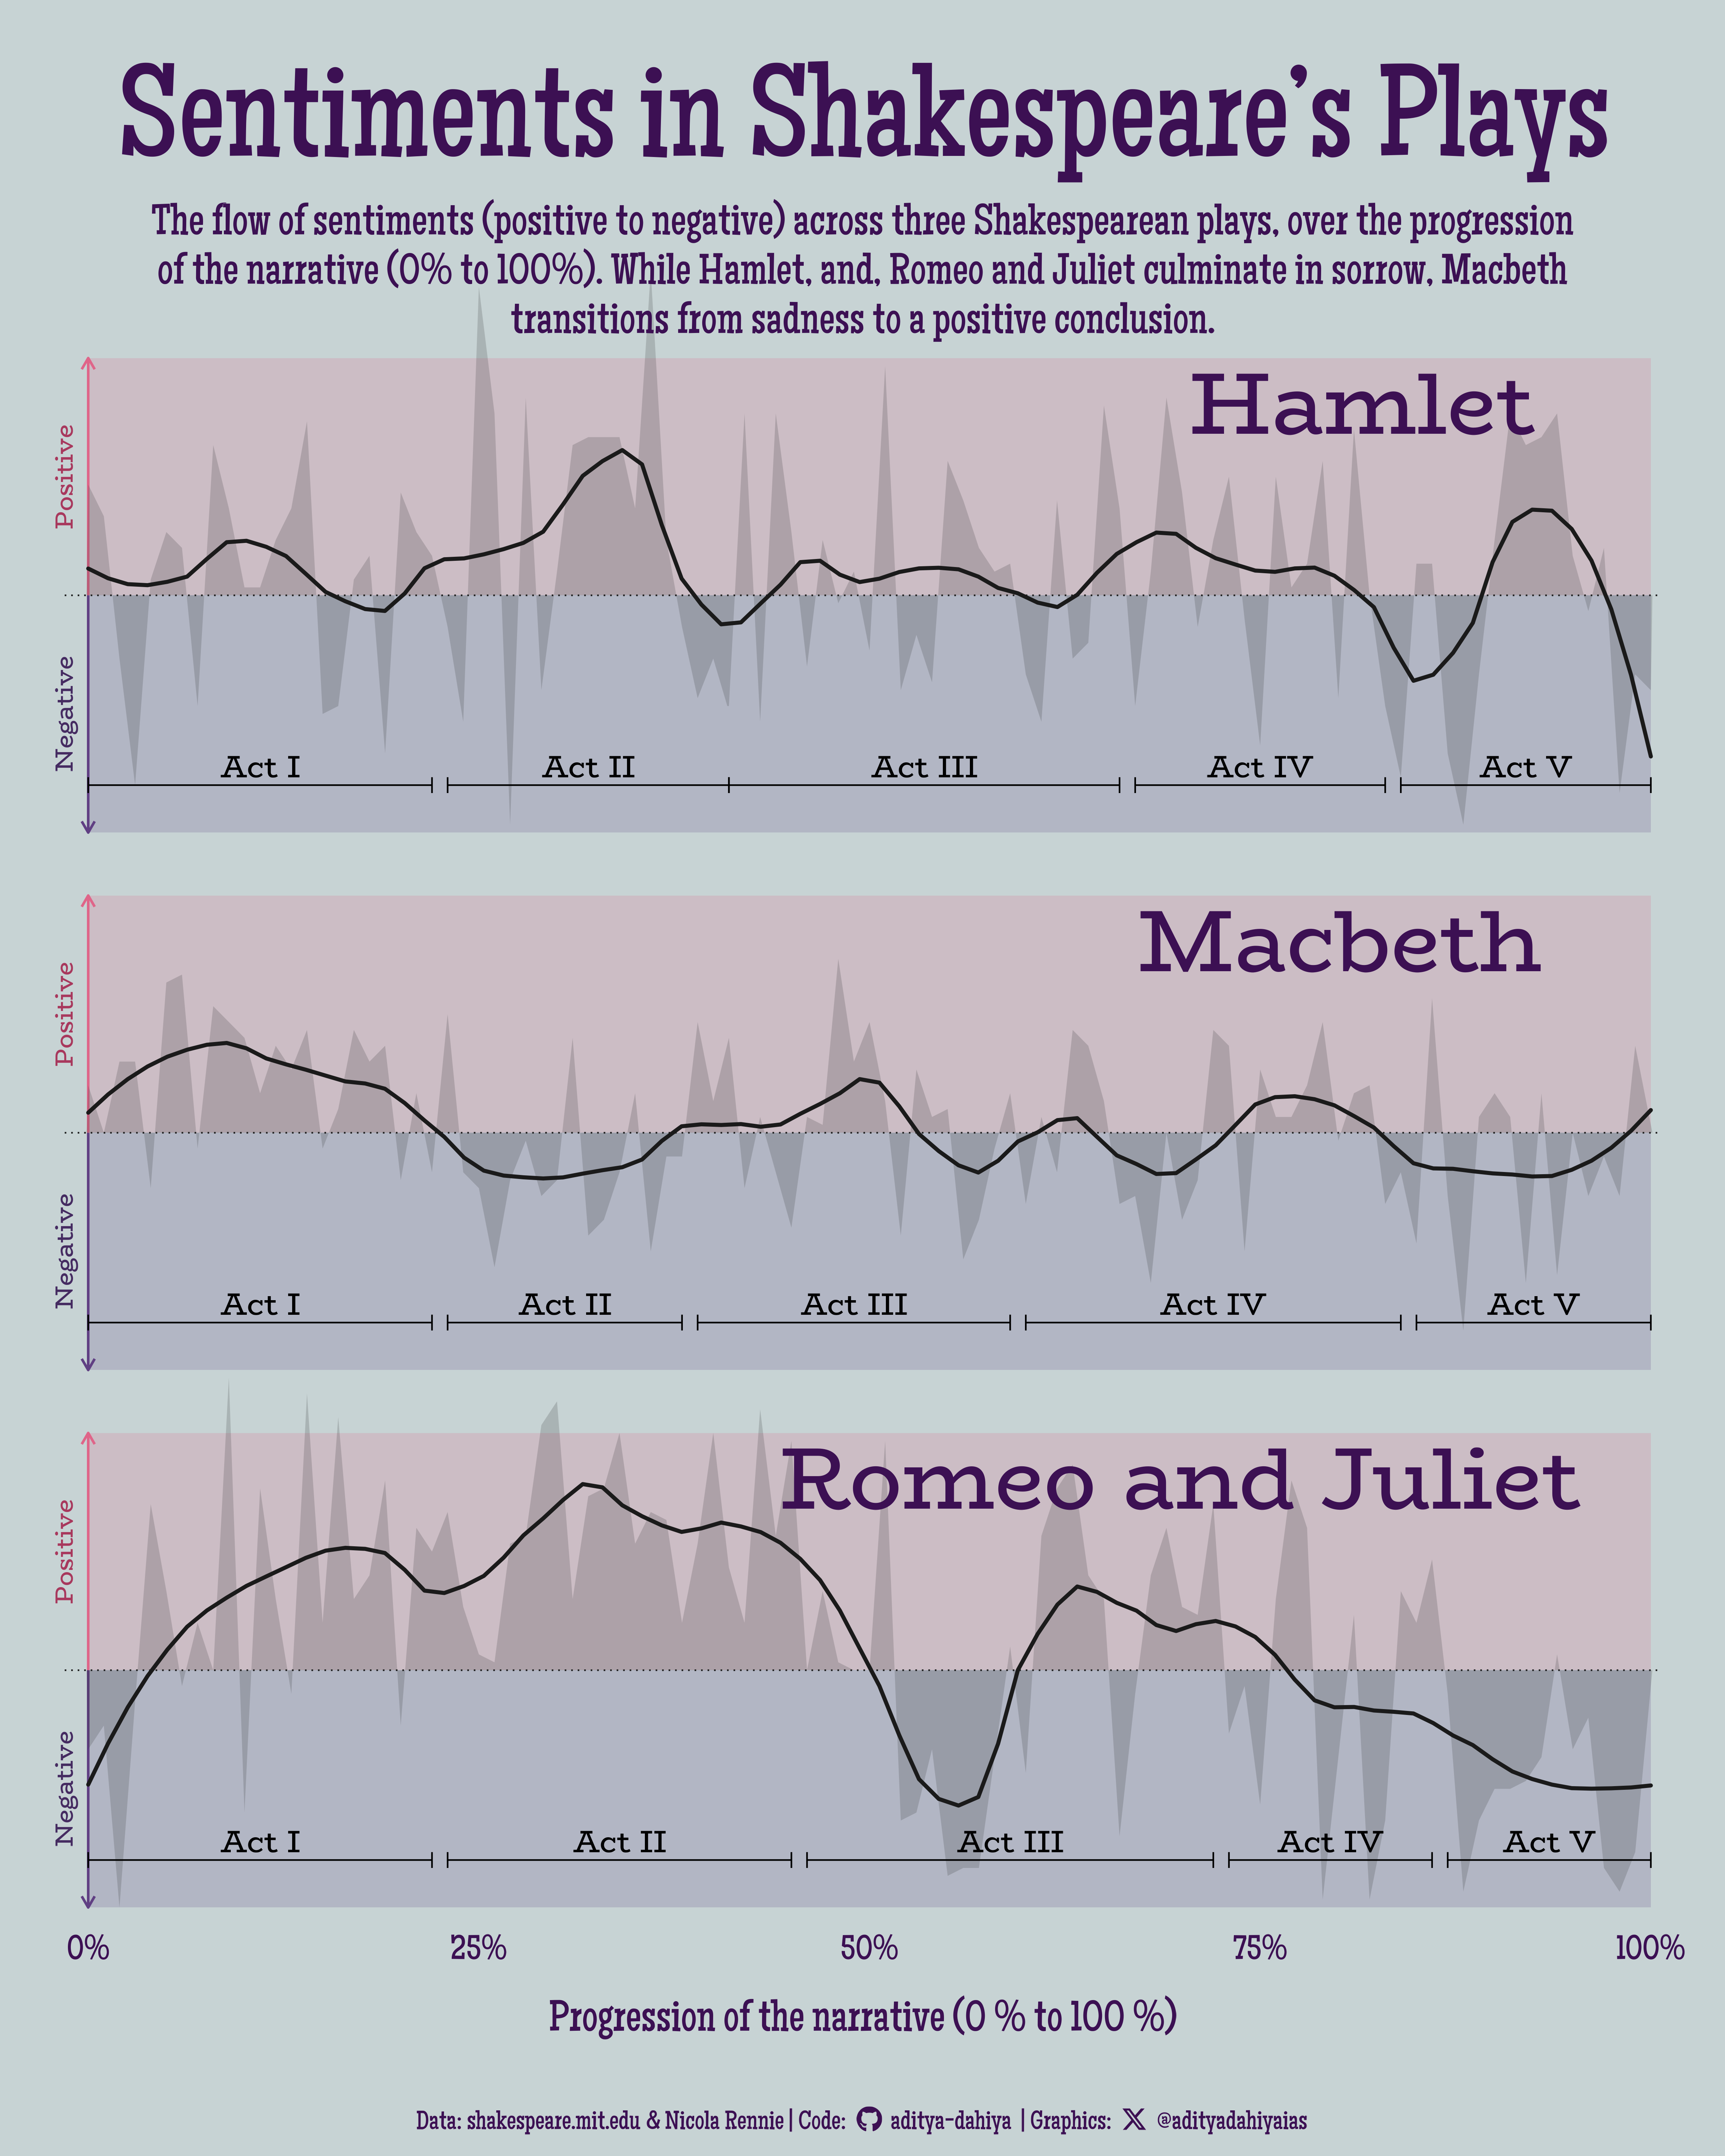 Sentiments in Shakespeare’s Plays
The flow of sentiments (positive to negative) across three Shakespearean plays, over the progression
of the narrative (0% to 100%). While Hamlet, and, Romeo and Juliet culminate in sorrow, Macbeth
transitions from sadness to a positive conclusion.
Hamlet
Positive
Negative
Act I Act II Act III Act IV Act V
Macbeth
Positive
Negative
Act I Act II Act III Act IV Act V
Romeo and Juliet
Positive
Negative
Act I Act II Act III Act IV Act V
0% 25% 50% 75% 100%
Progression of the narrative (0 % to 100 %)
Data: shakespeare.mit.edu & Nicola Rennie | Code: aditya-dahiya | Graphics: @adityadahiyaias